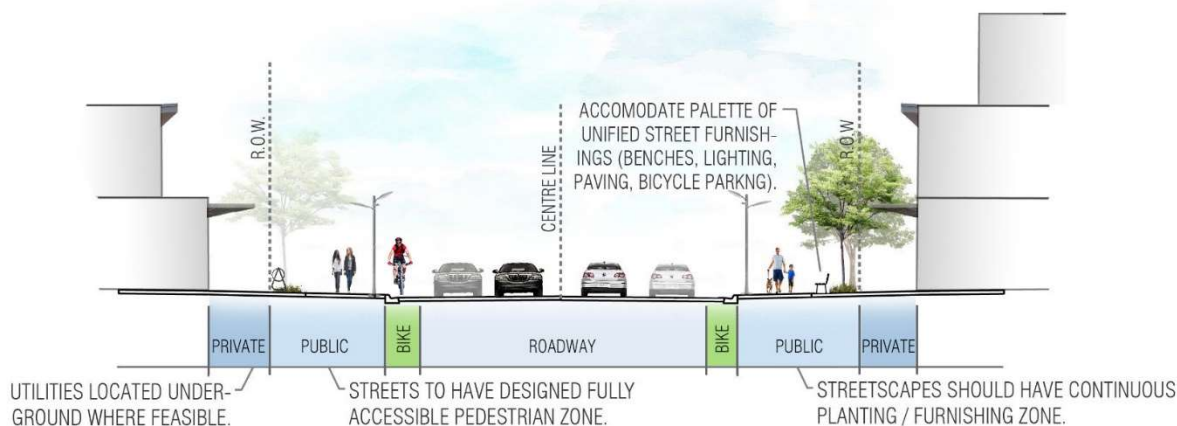 ACCOMODATE PALETTE OF
UNIFIED STREET FURNISH-
INGS (BENCHES, LIGHTING,
PAVING, BICYCLE PARKNG).
R.O.W.
CENTRE LINE
R.O.W
PRIVATE
PUBLIC
BIKE
ROADWAY
BIKE
PUBLIC
PRIVATE
UTILITIES LOCATED UNDER-
GROUND WHERE FEASIBLE.
STREETS TO HAVE DESIGNED FULLY
ACCESSIBLE PEDESTRIAN ZONE.
STREETSCAPES SHOULD HAVE CONTINUOUS
PLANTING / FURNISHING ZONE.